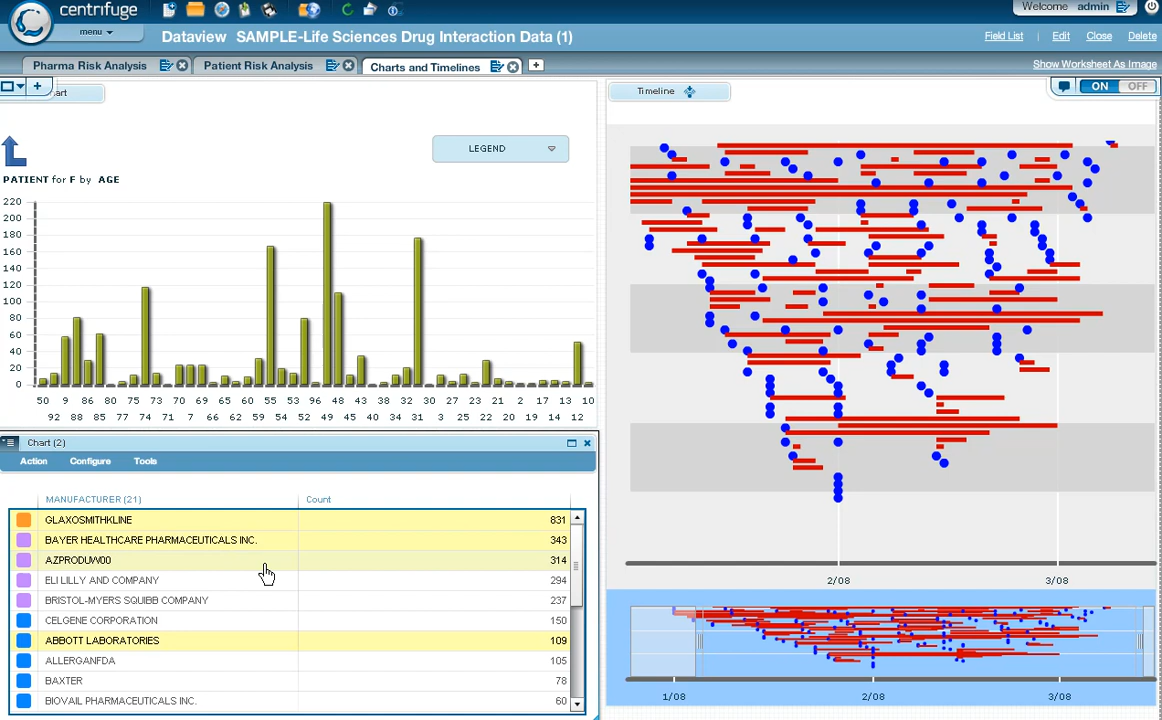 centrifuge
menu
Welcome admin
Dataview SAMPLE-Life Sciences Drug Interaction Data (1)
Field List | Edit Close Delete
Pharma Risk Analysis Patient Risk Analysis Charts and Timelines
Show Worksheet As Image
art
Timeline
ON OFF
LEGEND
PATIENT for F by AGE
220
200
180
160
140
120
100
80
60
40
20
0
50 9 86 80 75 73 70 69 65 60 55 53 96 48 43 38 32 30 25 23 21 2 19 13 10
92 88 85 77 74 71 7 66 62 59 54 52 49 45 40 34 31 3 24 22 20 17 14 12
Chart (2)
Action Configure Tools
MANUFACTURER (21) Count
GLAXOSMITHKLINE 831
BAYER HEALTHCARE PHARMACEUTICALS INC. 343
AZPRODUW00 314
ELI LILLY AND COMPANY 294
BRISTOL-MYERS SQUIBB COMPANY 237
CELGENE CORPORATION 150
ABBOTT LABORATORIES 109
ALLERGANFDA 105
BAXTER 78
BIOVAIL PHARMACEUTICALS INC. 60
2/08 3/08
1/08 2/08 3/08